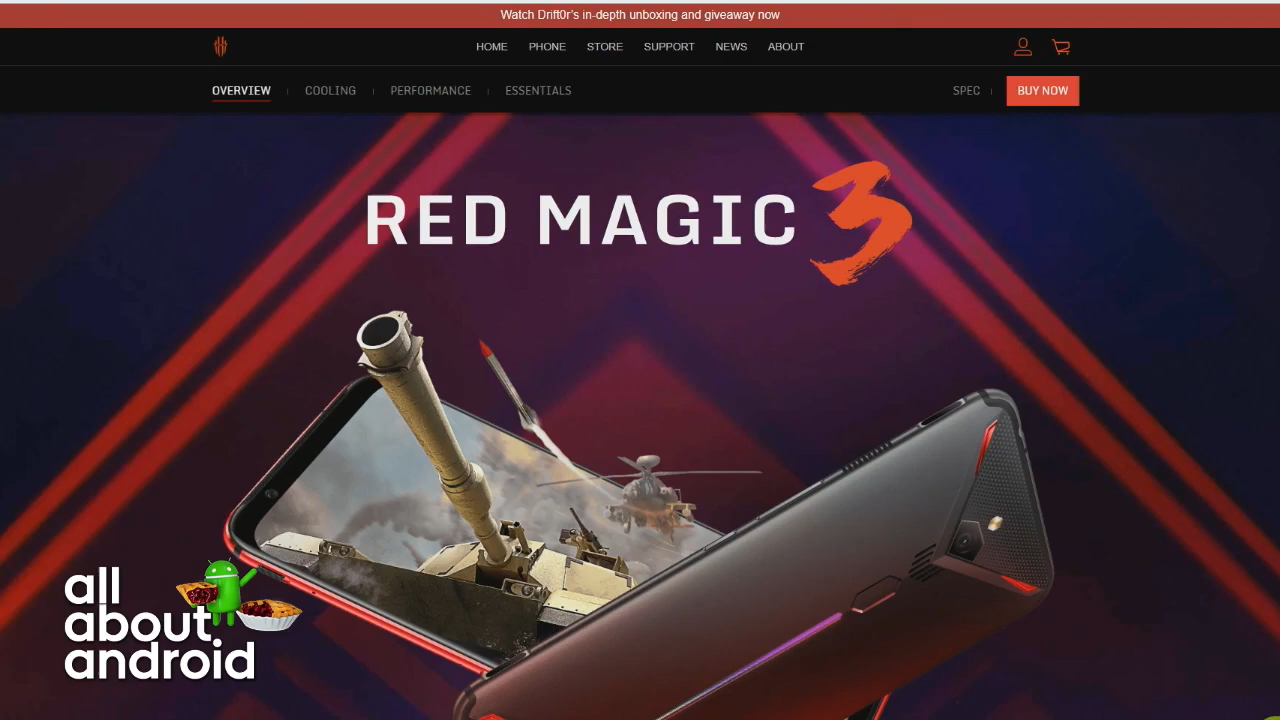 Watch Drift0r's in-depth unboxing and giveaway now
HOME PHONE STORE SUPPORT NEWS ABOUT
OVERVIEW COOLING PERFORMANCE ESSENTIALS SPEC BUY NOW
RED MAGIC 3
all
about
android